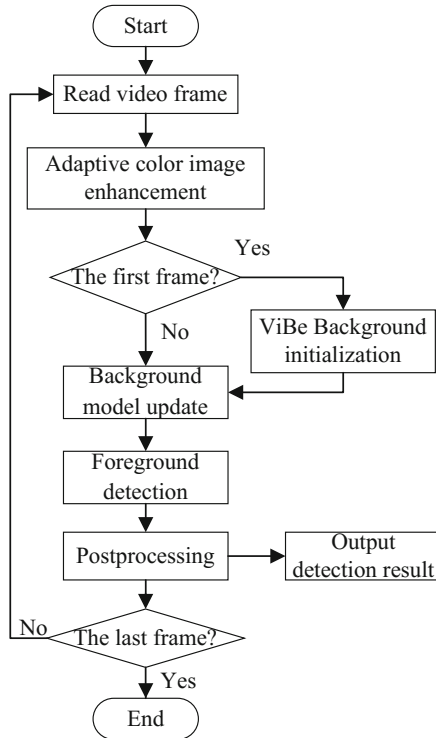 Start
Read video frame
Adaptive color image
enhancement
Yes
The first frame?
No
ViBe Background
initialization
Background
model update
Foreground
detection
Postprocessing
Output
detection result
No
The last frame?
Yes
End